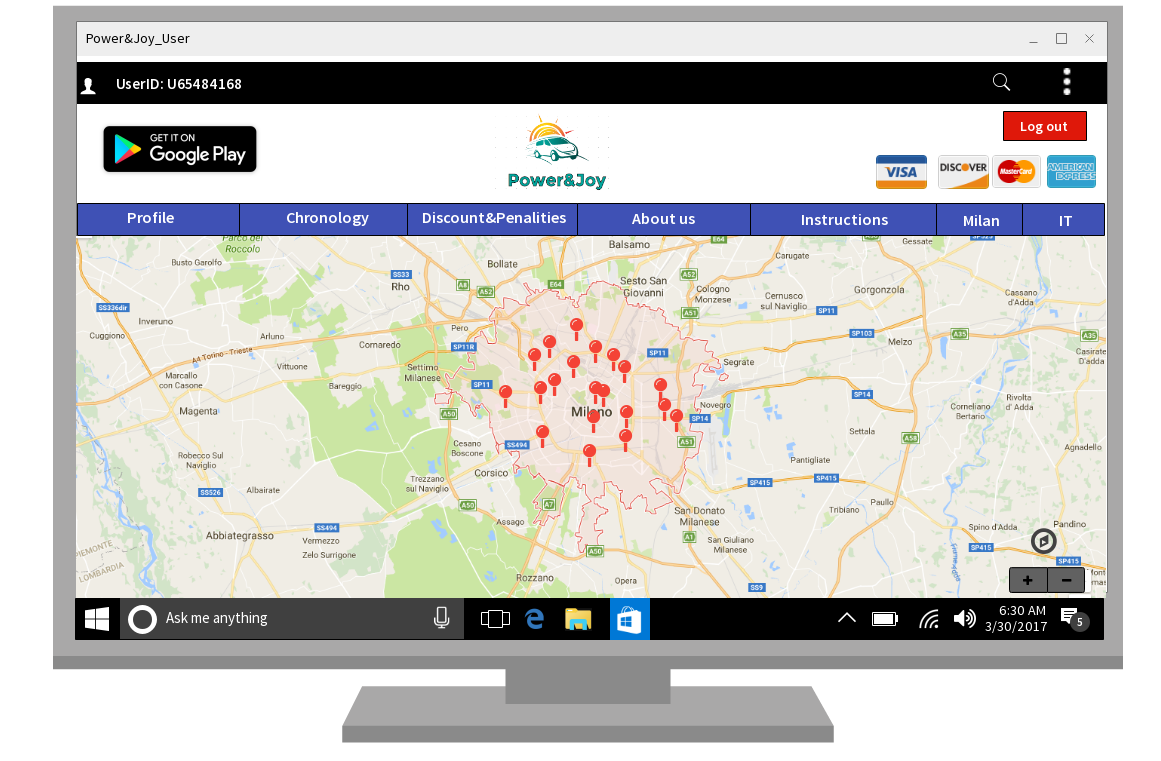 Power&Joy_User
UserID: U65484168
GET IT ON
Google Play
Power&Joy
Log out
VISA
DISCOVER
MasterCard
AMERICAN
EXPRESS
Profile
Chronology
Discount&Penalities
About us
Instructions
Milan
IT
Parco del
Roccolo
Balsamo
E64
Gessate
Busto Garolfo
Bollate
Carugate
SS33
Rho
A8
A52
E64
Sesto San
Giovanni
A52
Cologno
Monzese
Cernusco
sul Naviglio
Gorgonzola
Cassano
d'Adda
SS336dir
Inveruno
Cuggiono
Arluno
Pero
A51
SP11
SP103
Melzo
A35
A35
Casirate
D'adda
A4 Torino - Trieste
Cornaredo
SP11R
SP11
Segrate
Vittuone
Settimo
Milanese
Marcallo
con Casone
Bareggio
SP11
SP14
Rivolta
d' Adda
Magenta
A50
Milano
Novegro
SP14
Corneliano
Bertario
Settala
A58
Agnadello
Cesano
Boscone
SS494
A51
Robecco Sul
Naviglio
Corsico
Pantigliate
Trezzano
sul Naviglio
SP415
SP415
SS526
Albairate
A50
A7
Paullo
Tribiano
San Donato
Milanese
Assago
SS494
Abbiategrasso
Vermezzo
Zelo Surrigone
A50
A1
San Giuliano
Milanese
Spino d'Adda
Pandino
SP415
SP415
PIEMONTE
LOMBARDIA
Rozzano
Opera
SS9
+
−
font
mas
Ask me anything
6:30 AM
3/30/2017
5